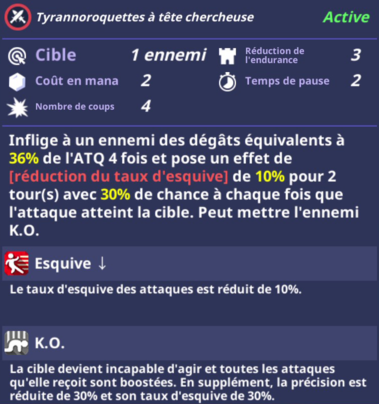 Tyrannoroquettes à tête chercheuse Active
Cible 1 ennemi
Réduction de l'endurance 3
Coût en mana 2
Temps de pause 2
Nombre de coups 4
Inflige à un ennemi des dégâts équivalents à
36% de l'ATQ 4 fois et pose un effet de
[réduction du taux d'esquive] de 10% pour 2
tour(s) avec 30% de chance à chaque fois que
l'attaque atteint la cible. Peut mettre l'ennemi
K.O.
Esquive ↓
Le taux d'esquive des attaques est réduit de 10%.
K.O.
La cible devient incapable d'agir et toutes les attaques
qu'elle reçoit sont boostées. En supplément, la précision est
réduite de 30% et son taux d'esquive de 30%.